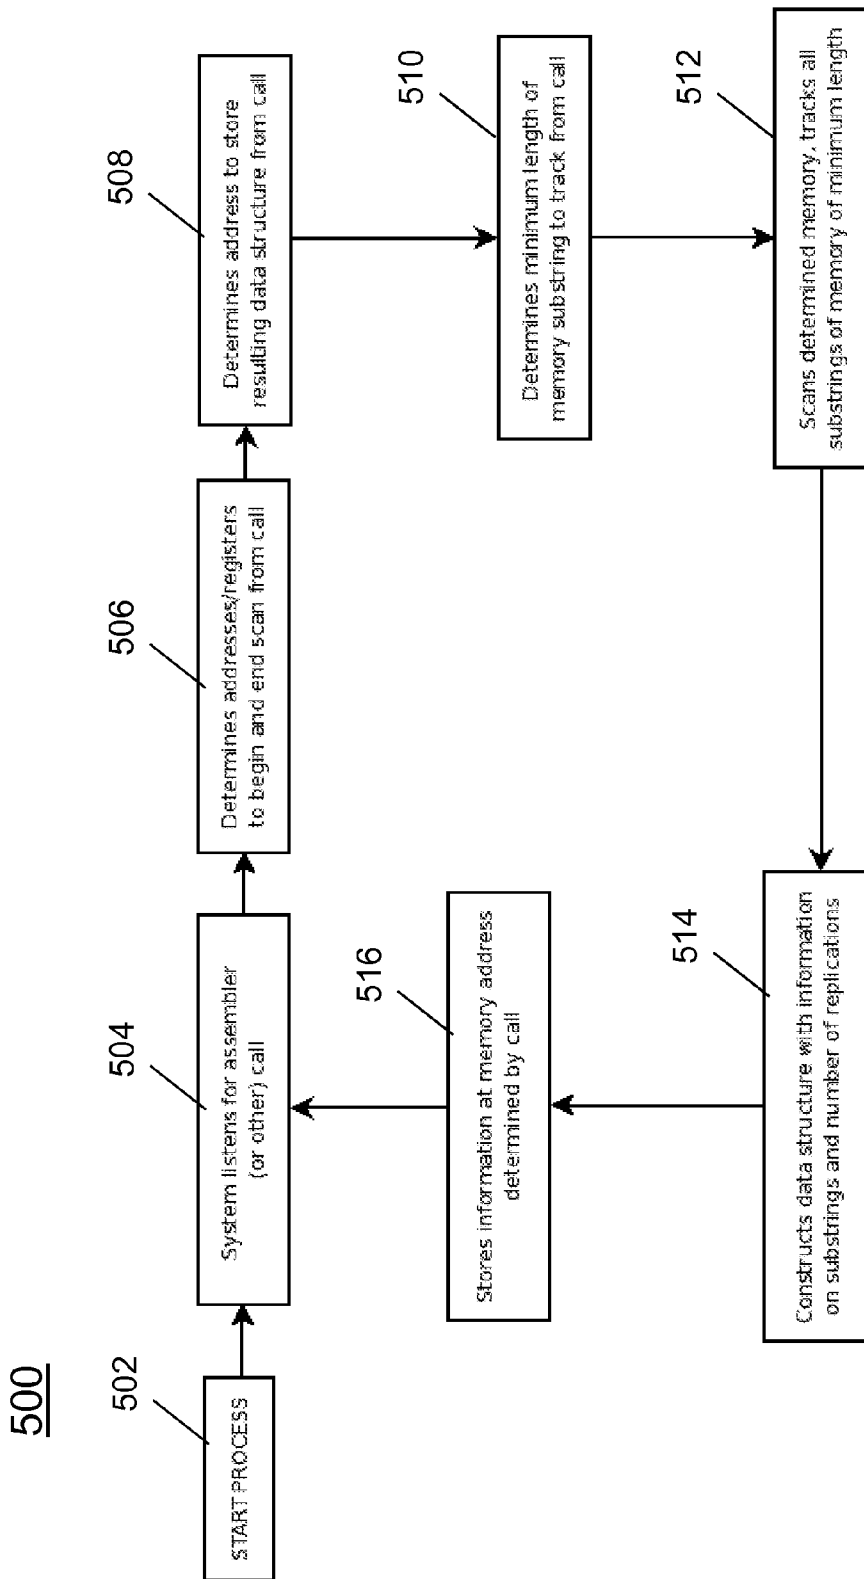 500
502
START PROCESS
504
System listens for assembler
(or other) call
506
Determines addresses/registers
to begin and end scan from call
508
Determines address to store
resulting data structure from call
510
Determines minimum length of
memory substring to track from call
512
Scans determined memory, tracks all
substrings of memory of minimum length
514
Constructs data structure with information
on substrings and number of replications
516
Stores information at memory address
determined by call